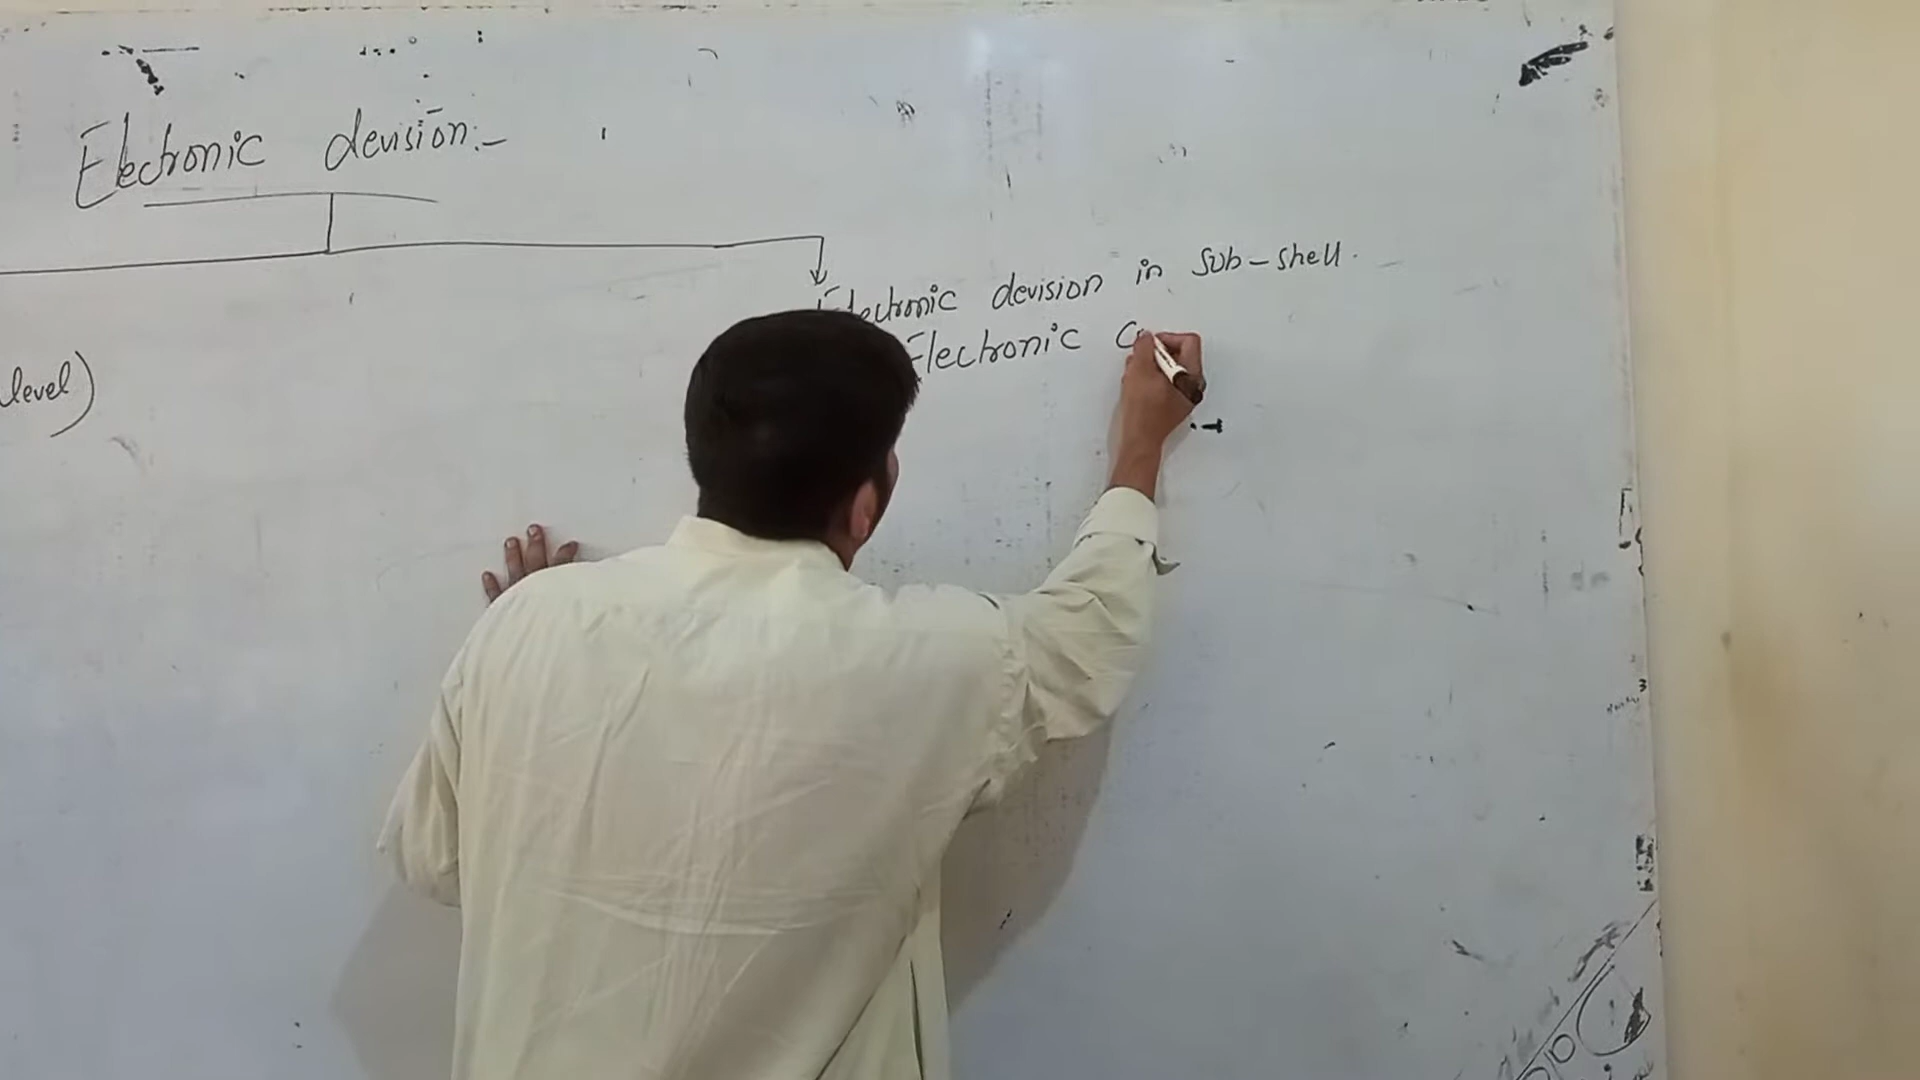 Electronic devision:-
Electronic devision in sub-shell.
Electronic
level)